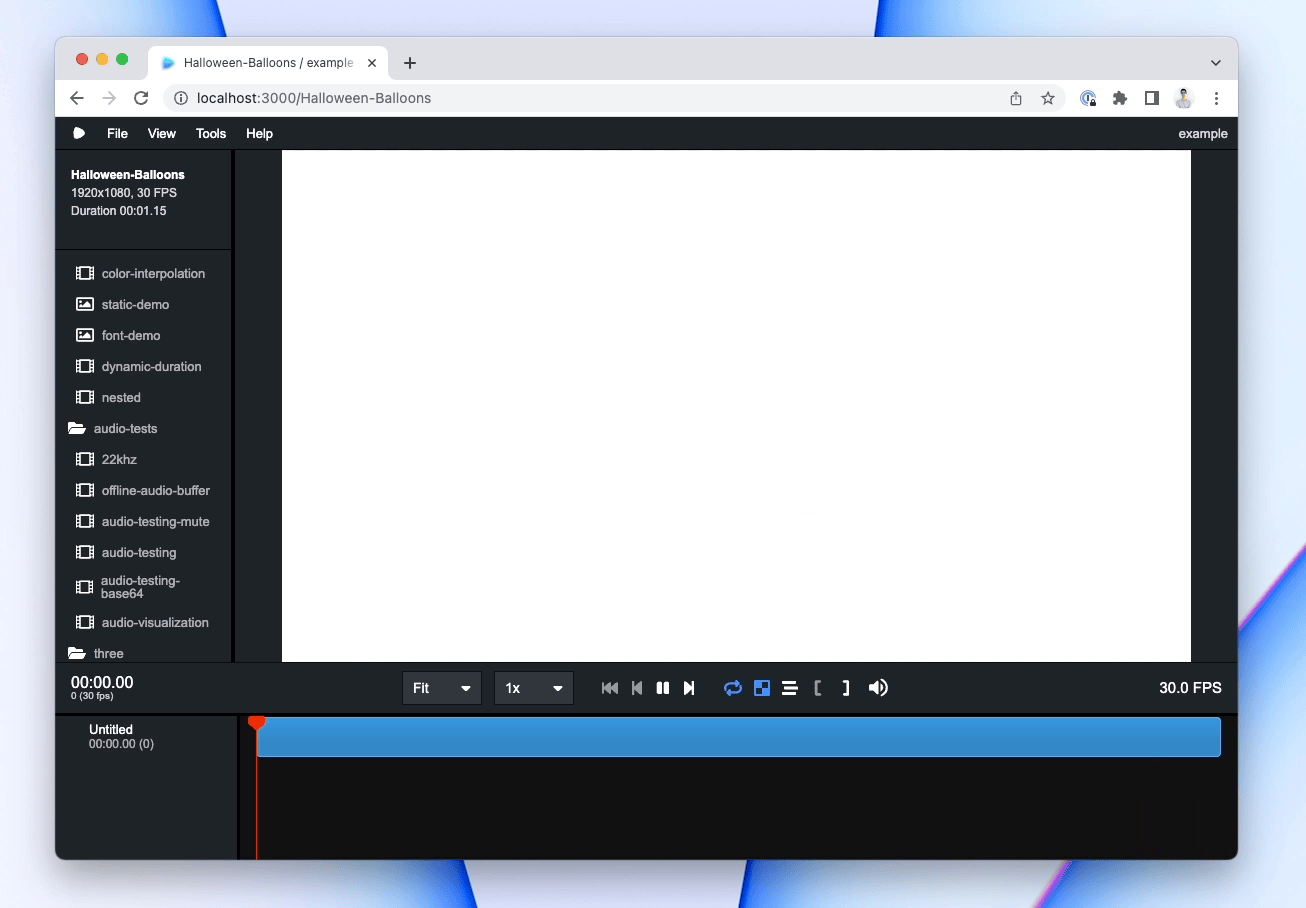 Halloween-Balloons / example
localhost:3000/Halloween-Balloons
File View Tools Help example
Halloween-Balloons
1920x1080, 30 FPS
Duration 00:01.15
color-interpolation
static-demo
font-demo
dynamic-duration
nested
audio-tests
22khz
offline-audio-buffer
audio-testing-mute
audio-testing
audio-testing-
base64
audio-visualization
three
00:00.00
0 (30 fps)
Fit 1x 30.0 FPS
Untitled
00:00.00 (0)